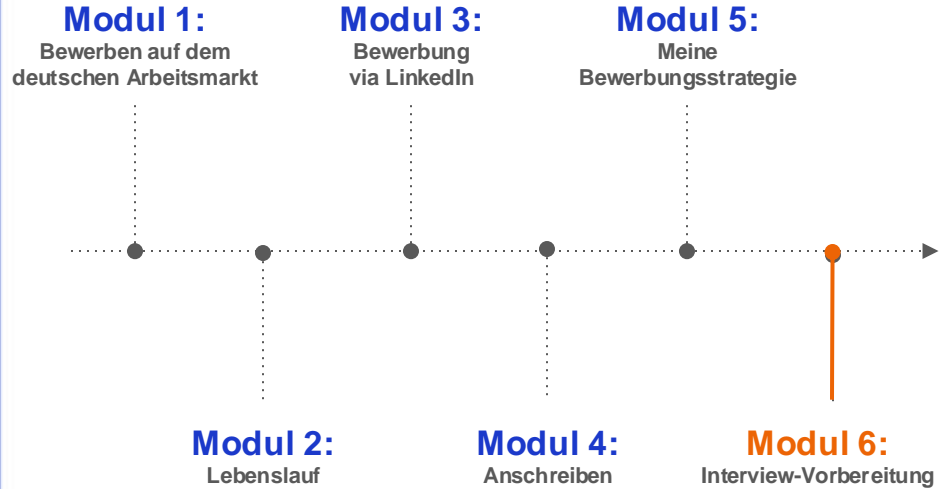 Modul 1:
Bewerben auf dem
deutschen Arbeitsmarkt
Modul 3:
Bewerbung
via LinkedIn
Modul 5:
Meine
Bewerbungsstrategie
Modul 2:
Lebenslauf
Modul 4:
Anschreiben
Modul 6:
Interview-Vorbereitung